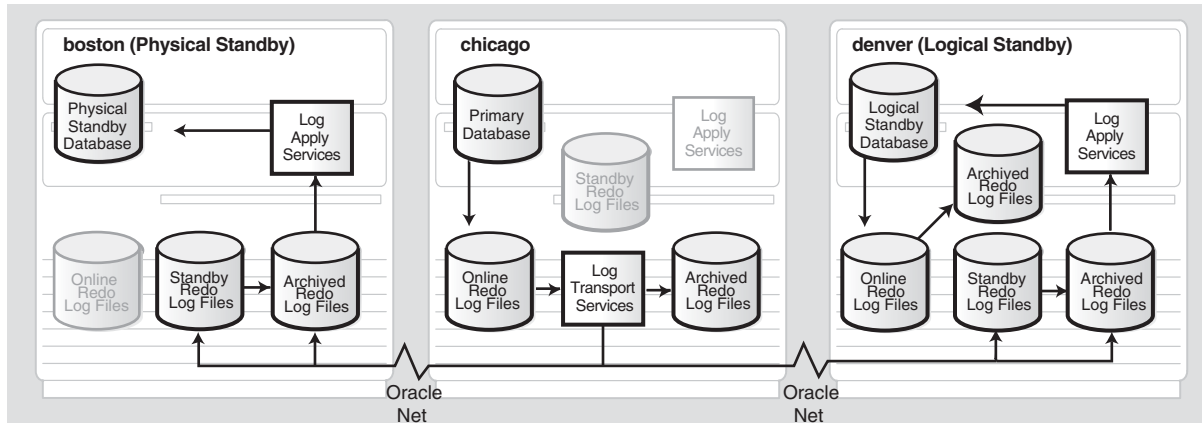 boston (Physical Standby)
Physical
Standby
Database
Log
Apply
Services
Online
Redo
Log Files
Standby
Redo
Log Files
Archived
Redo
Log Files
chicago
Primary
Database
Log
Apply
Services
Standby
Redo
Log Files
Online
Redo
Log Files
Log
Transport
Services
Archived
Redo
Log Files
denver (Logical Standby)
Logical
Standby
Database
Log
Apply
Services
Archived
Redo
Log Files
Online
Redo
Log Files
Standby
Redo
Log Files
Archived
Redo
Log Files
Oracle
Net
Oracle
Net